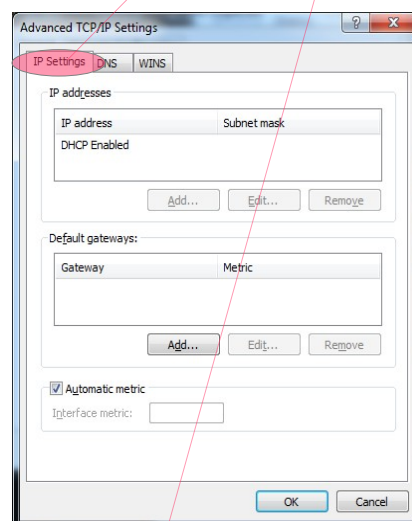 Advanced TCP/IP Settings
IP Settings DNS WINS
IP addresses
IP address Subnet mask
DHCP Enabled
Add... Edit... Remove
Default gateways:
Gateway Metric
Add... Edit... Remove
Automatic metric
Interface metric:
OK Cancel